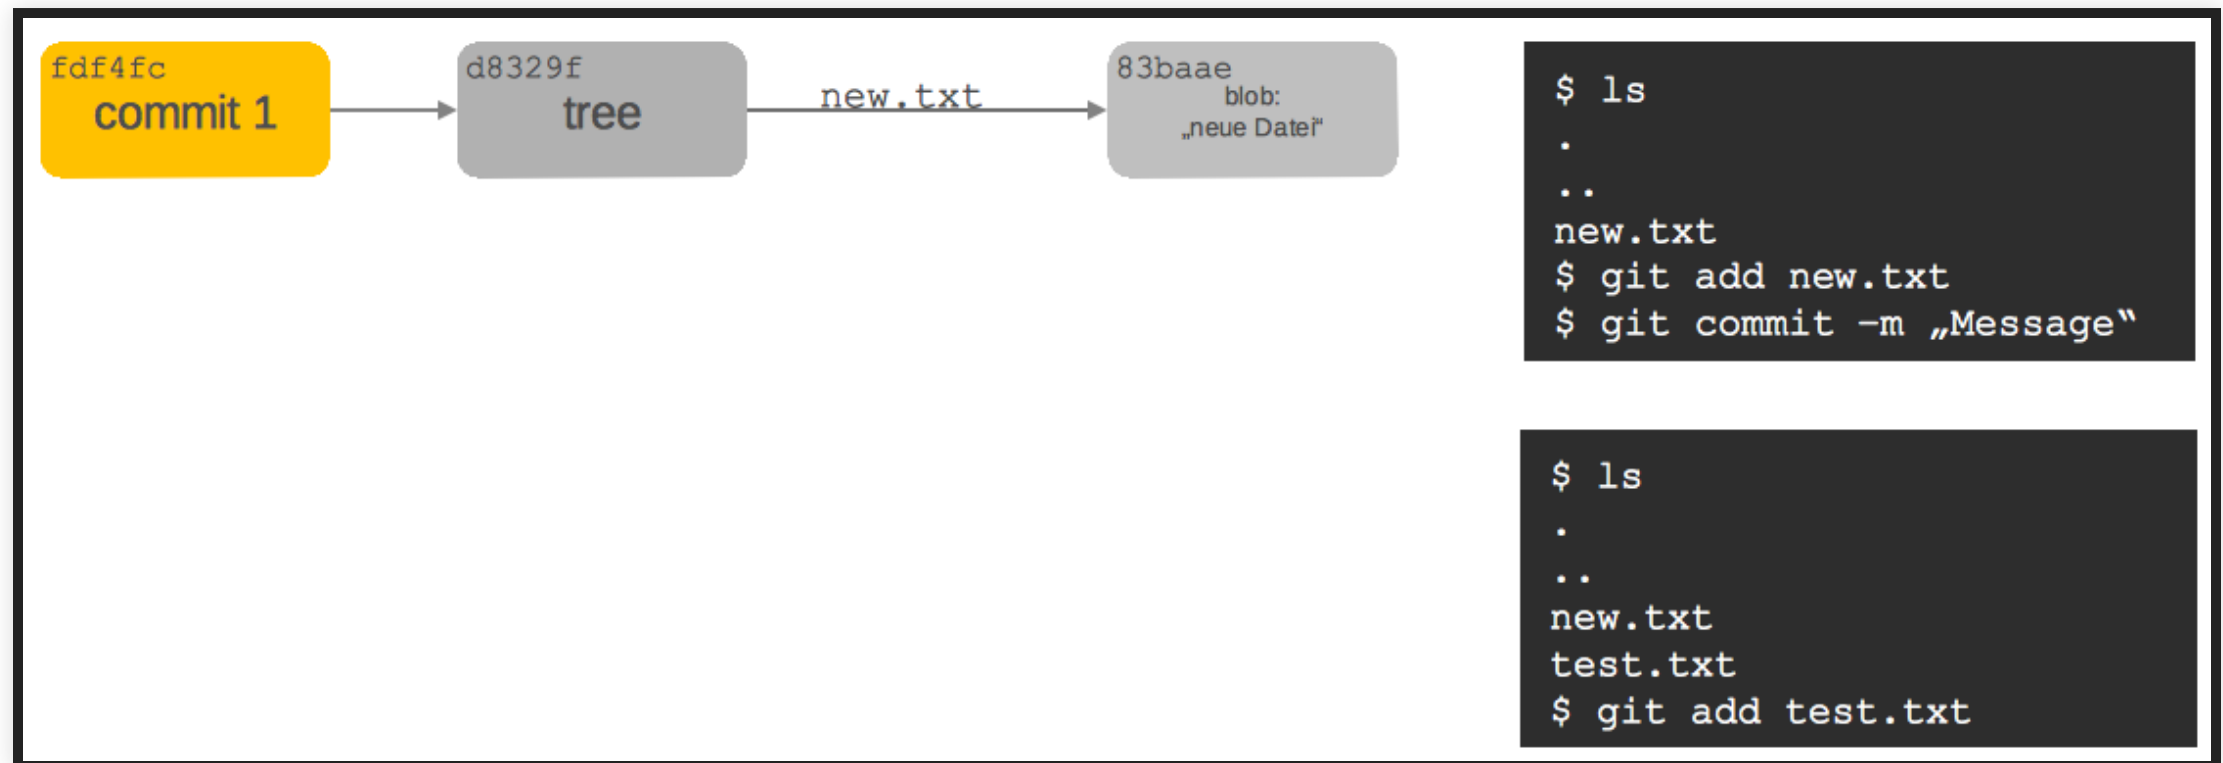 fdf4fc
commit 1
d8329f
tree
new.txt
83baae
blob:
„neue Datei“
$ ls
.
..
new.txt
$ git add new.txt
$ git commit –m „Message“
$ ls
.
..
new.txt
test.txt
$ git add test.txt